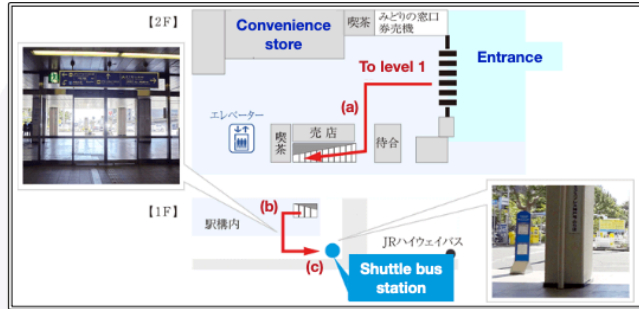 【2F】
喫茶
みどりの窓口
券売機
Convenience
store
Entrance
To level 1
(a)
エレベーター
喫茶
売店
待合
【1F】
(b)
駅構内
(c)
JRハイウェイバス
Shuttle bus
station